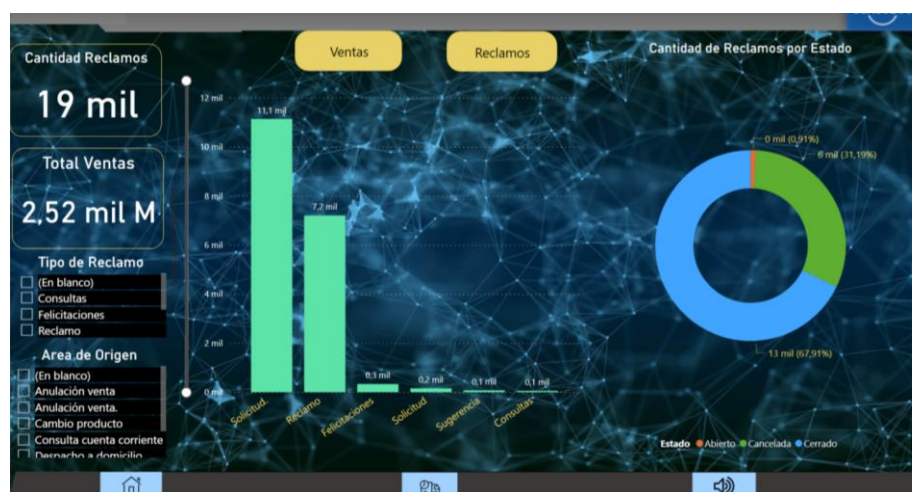 Cantidad Reclamos
19 mil
Total Ventas
2,52 mil M
Tipo de Reclamo
(En blanco)
Consultas
Felicitaciones
Reclamo
Area de Origen
(En blanco)
Anulación venta
Anulación venta.
Cambio producto
Consulta cuenta corriente
Despacho a domicilio
Ventas
Reclamos
12 mil
10 mil
8 mil
6 mil
4 mil
2 mil
0 mil
11,1 mil
7,2 mil
0,3 mil
0,2 mil
0,1 mil
0,1 mil
Solicitud.
Reclamo
Felicitaciones
Solicitud
Sugerencia
Consultas
Cantidad de Reclamos por Estado
0 mil (0,91%)
6 mil (31,19%)
13 mil (67,91%)
Estado Abierto Cancelada Cerrado